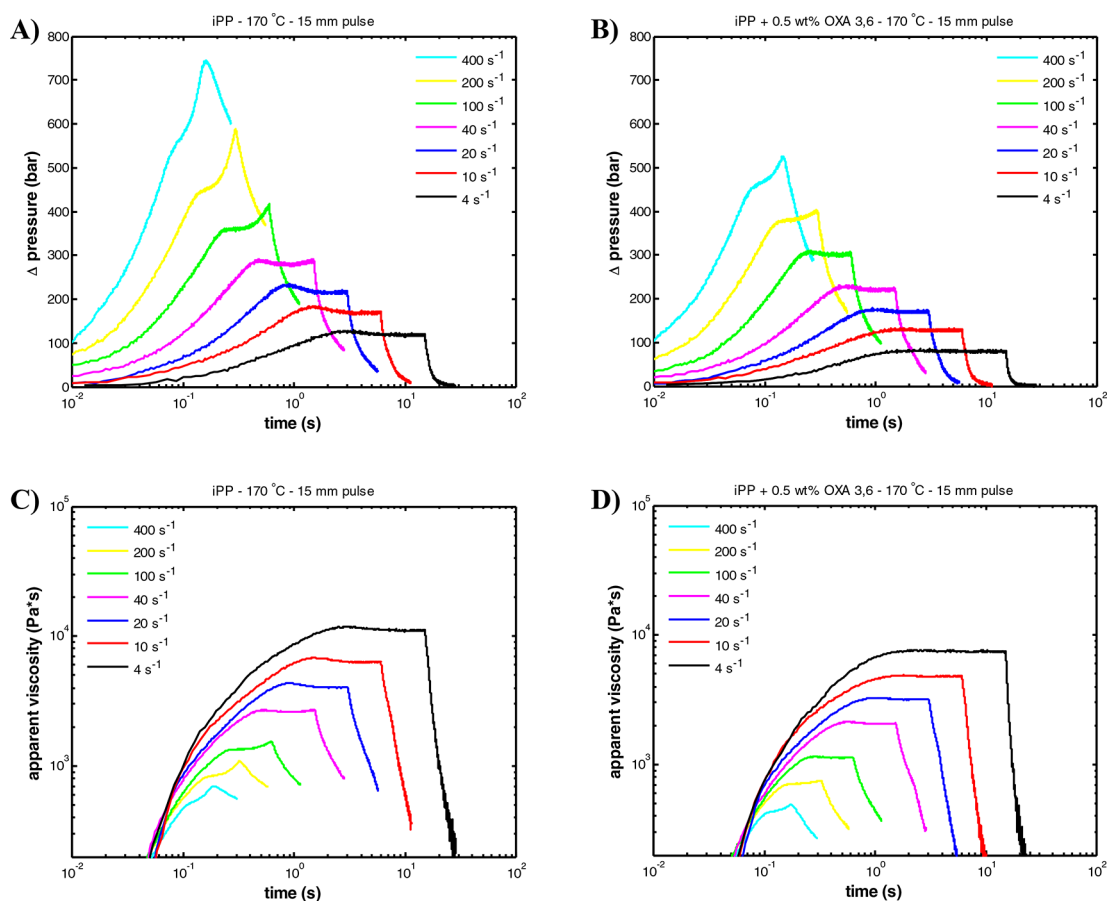 A)
iPP - 170 °C - 15 mm pulse
800
700
600
500
400
300
200
100
0
Δ pressure (bar)
400 s⁻¹
200 s⁻¹
100 s⁻¹
40 s⁻¹
20 s⁻¹
10 s⁻¹
4 s⁻¹
10⁻² 10⁻¹ 10⁰ 10¹ 10²
time (s)
B)
iPP + 0.5 wt% OXA 3,6 - 170 °C - 15 mm pulse
800
700
600
500
400
300
200
100
0
Δ pressure (bar)
400 s⁻¹
200 s⁻¹
100 s⁻¹
40 s⁻¹
20 s⁻¹
10 s⁻¹
4 s⁻¹
10⁻² 10⁻¹ 10⁰ 10¹ 10²
time (s)
C)
iPP - 170 °C - 15 mm pulse
10⁵
10⁴
10³
apparent viscosity (Pa*s)
400 s⁻¹
200 s⁻¹
100 s⁻¹
40 s⁻¹
20 s⁻¹
10 s⁻¹
4 s⁻¹
10⁻² 10⁻¹ 10⁰ 10¹ 10²
time (s)
D)
iPP + 0.5 wt% OXA 3,6 - 170 °C - 15 mm pulse
10⁵
10⁴
10³
apparent viscosity (Pa*s)
400 s⁻¹
200 s⁻¹
100 s⁻¹
40 s⁻¹
20 s⁻¹
10 s⁻¹
4 s⁻¹
10⁻² 10⁻¹ 10⁰ 10¹ 10²
time (s)